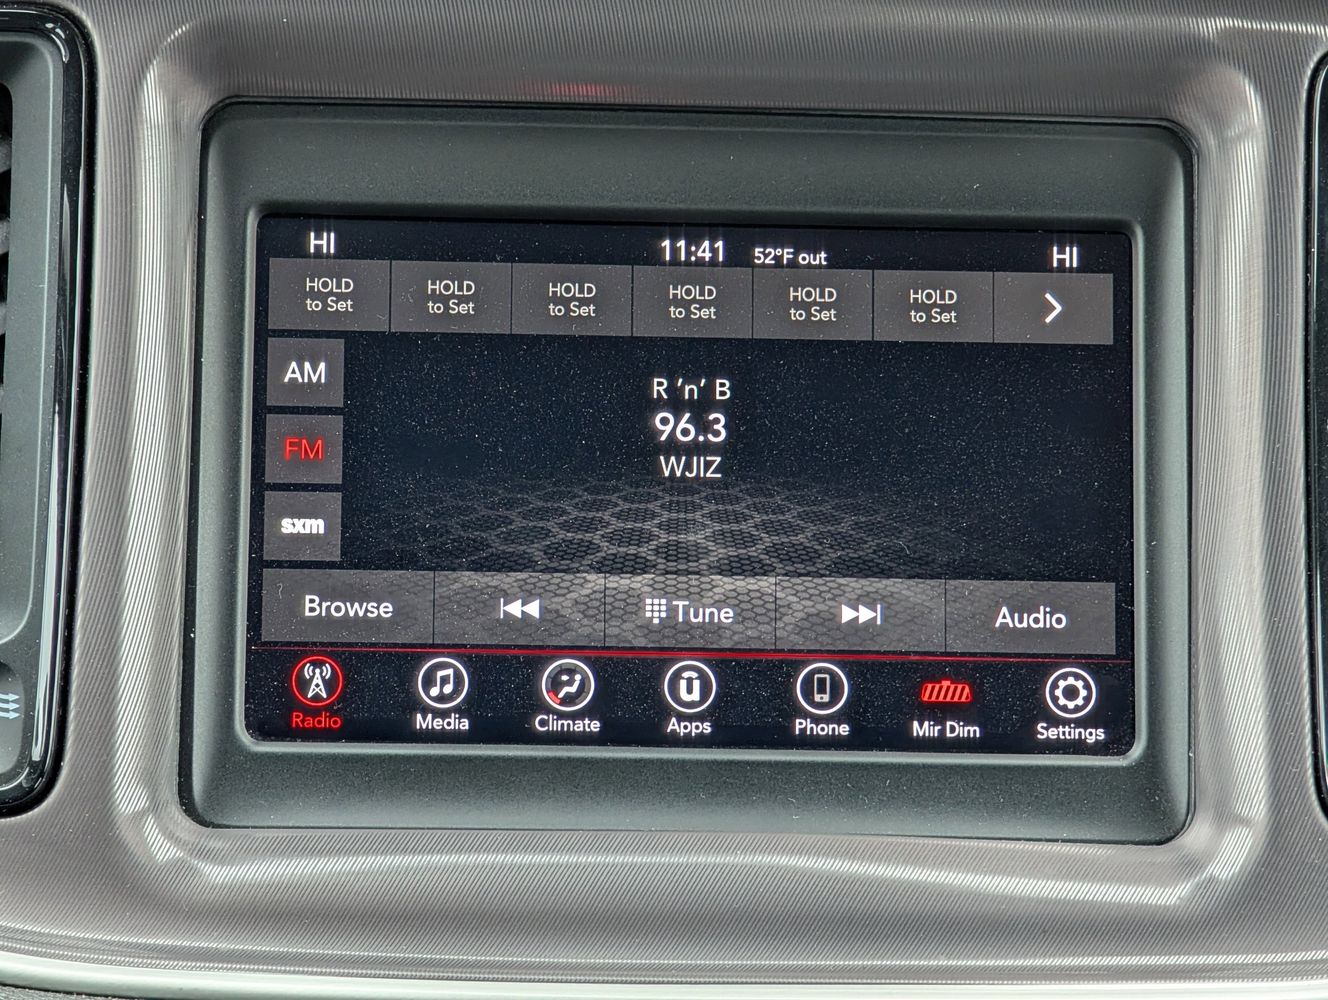 HI 11:41 52°F out HI
HOLD to Set
HOLD to Set
HOLD to Set
HOLD to Set
HOLD to Set
HOLD to Set
AM
R 'n' B
96.3
FM
WJIZ
sxm
Browse Tune Audio
Radio Media Climate Apps Phone Mir Dim Settings